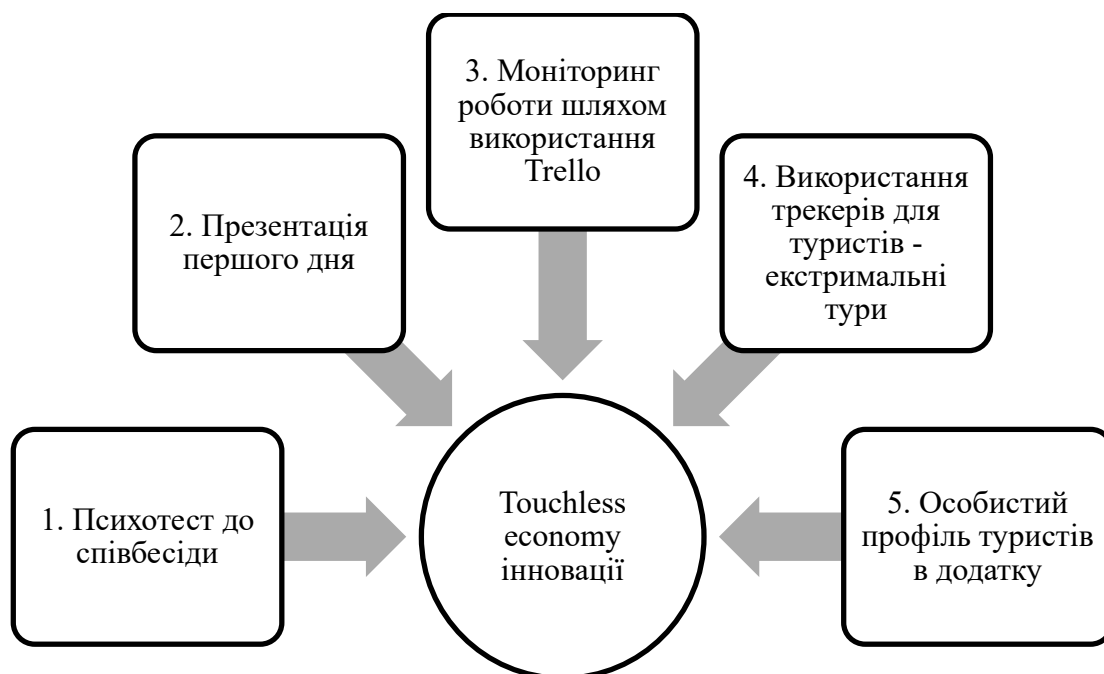 1. Психотест до
співбесіди
2. Презентація
першого дня
3. Моніторинг
роботи шляхом
використання
Trello
4. Використання
трекерів для
туристів -
екстримальні
тури
5. Особистий
профіль туристів
в додатку
Touchless
economy
інновації